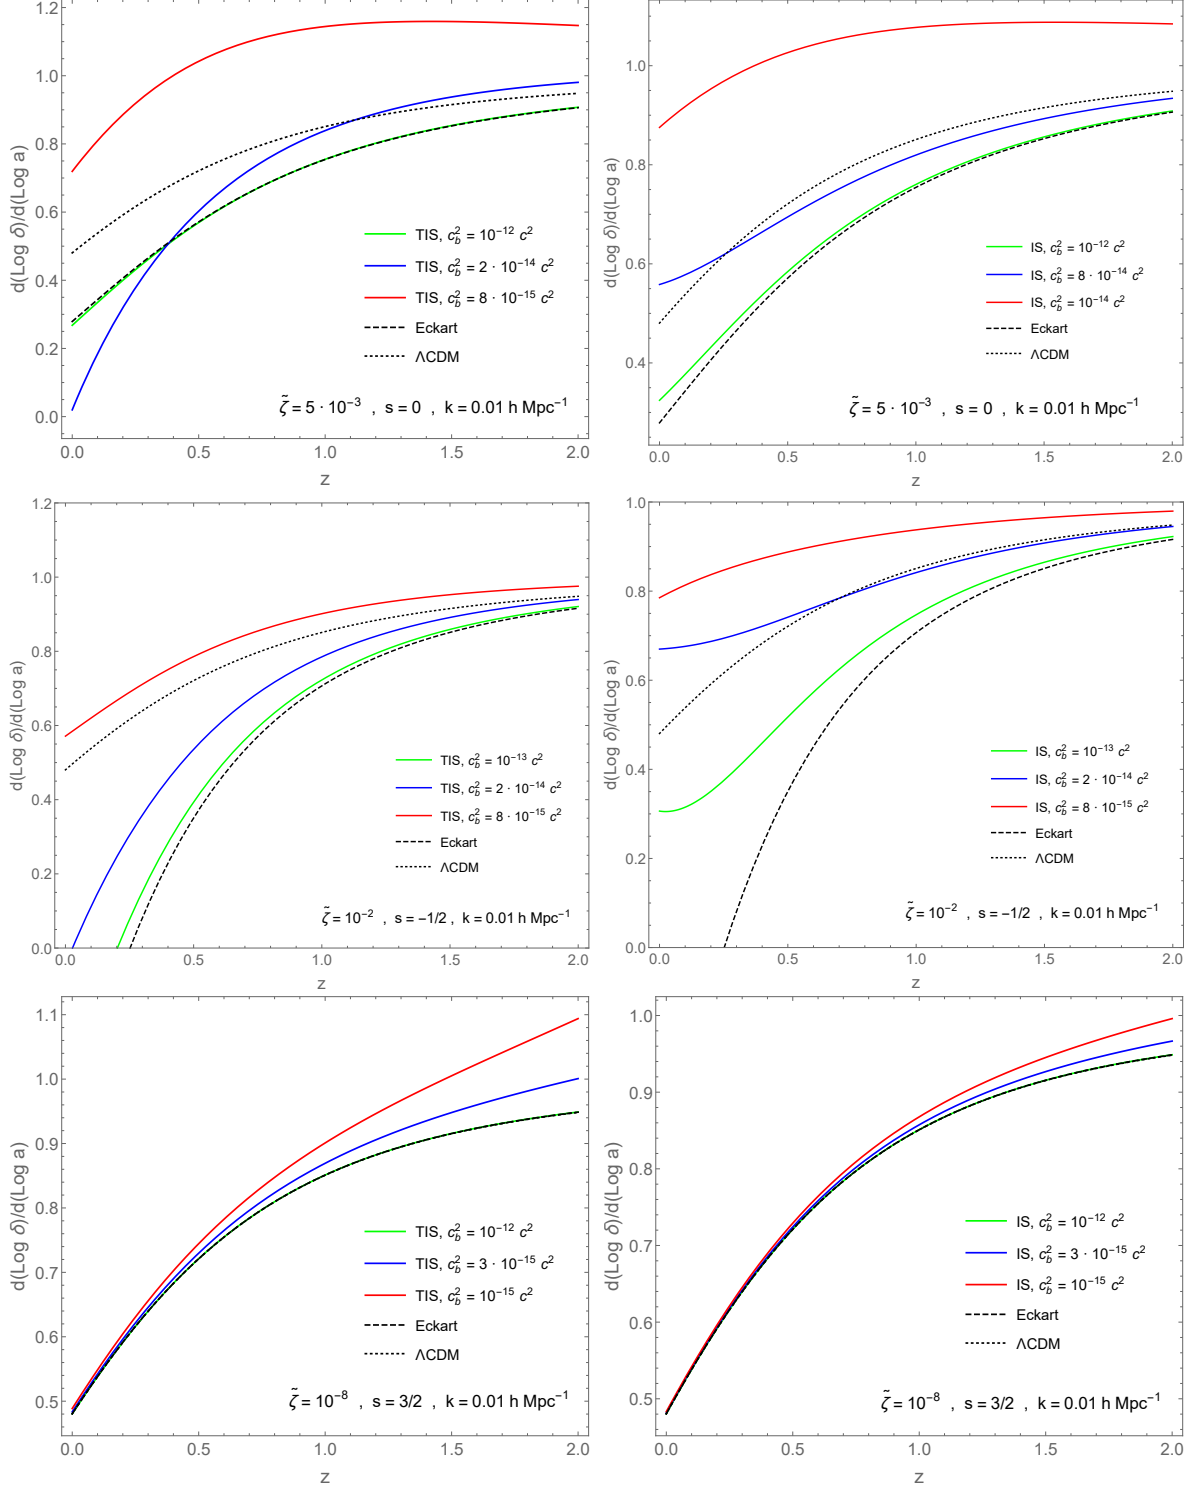 1.2
1.0
0.8
0.6
0.4
0.2
0.0
d(Log δ)/d(Log a)
TIS, c_b^2 = 10^−12 c^2
TIS, c_b^2 = 2 · 10^−14 c^2
TIS, c_b^2 = 8 · 10^−15 c^2
Eckart
ΛCDM
ζ̃ = 5 · 10^−3 , s = 0 , k = 0.01 h Mpc^−1
0.0 0.5 1.0 1.5 2.0
z
1.0
0.8
0.6
0.4
d(Log δ)/d(Log a)
IS, c_b^2 = 10^−12 c^2
IS, c_b^2 = 8 · 10^−14 c^2
IS, c_b^2 = 10^−14 c^2
Eckart
ΛCDM
ζ̃ = 5 · 10^−3 , s = 0 , k = 0.01 h Mpc^−1
0.0 0.5 1.0 1.5 2.0
z
1.2
1.0
0.8
0.6
0.4
0.2
0.0
d(Log δ)/d(Log a)
TIS, c_b^2 = 10^−13 c^2
TIS, c_b^2 = 2 · 10^−14 c^2
TIS, c_b^2 = 8 · 10^−15 c^2
Eckart
ΛCDM
ζ̃ = 10^−2 , s = −1/2 , k = 0.01 h Mpc^−1
0.0 0.5 1.0 1.5 2.0
z
1.0
0.8
0.6
0.4
0.2
0.0
d(Log δ)/d(Log a)
IS, c_b^2 = 10^−13 c^2
IS, c_b^2 = 2 · 10^−14 c^2
IS, c_b^2 = 8 · 10^−15 c^2
Eckart
ΛCDM
ζ̃ = 10^−2 , s = −1/2 , k = 0.01 h Mpc^−1
0.0 0.5 1.0 1.5 2.0
z
1.1
1.0
0.9
0.8
0.7
0.6
0.5
d(Log δ)/d(Log a)
TIS, c_b^2 = 10^−12 c^2
TIS, c_b^2 = 3 · 10^−15 c^2
TIS, c_b^2 = 10^−15 c^2
Eckart
ΛCDM
ζ̃ = 10^−8 , s = 3/2 , k = 0.01 h Mpc^−1
0.0 0.5 1.0 1.5 2.0
z
1.0
0.9
0.8
0.7
0.6
0.5
d(Log δ)/d(Log a)
IS, c_b^2 = 10^−12 c^2
IS, c_b^2 = 3 · 10^−15 c^2
IS, c_b^2 = 10^−15 c^2
Eckart
ΛCDM
ζ̃ = 10^−8 , s = 3/2 , k = 0.01 h Mpc^−1
0.0 0.5 1.0 1.5 2.0
z